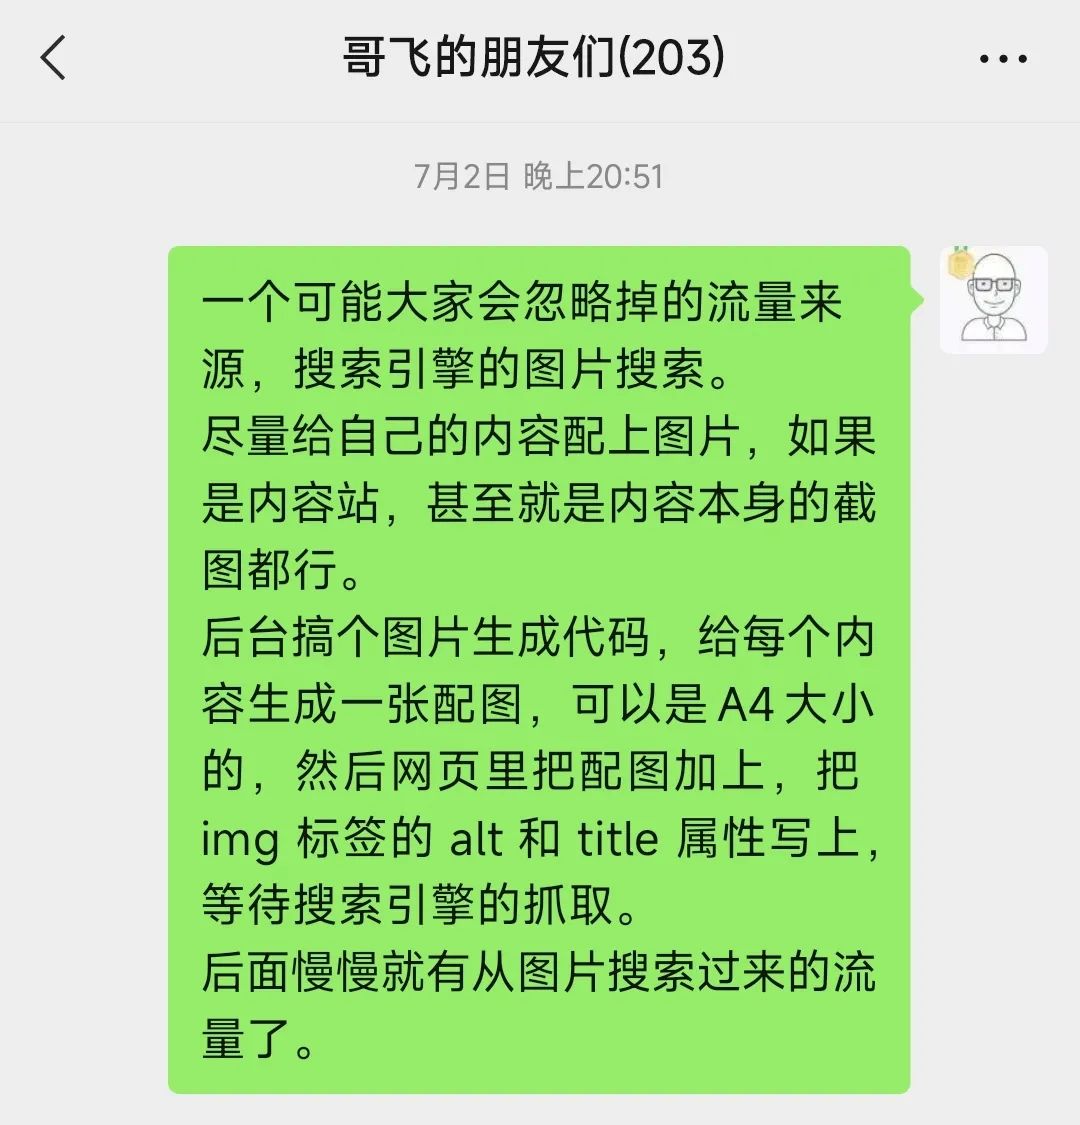 哥飞的朋友们(203)
7月2日 晚上20:51
一个可能大家会忽略掉的流量来
源，搜索引擎的图片搜索。
尽量给自己的内容配上图片，如果
是内容站，甚至就是内容本身的截
图都行。
后台搞个图片生成代码，给每个内
容生成一张配图，可以是A4大小
的，然后网页里把配图加上，把
img 标签的 alt 和 title 属性写上，
等待搜索引擎的抓取。
后面慢慢就有从图片搜索过来的流
量了。